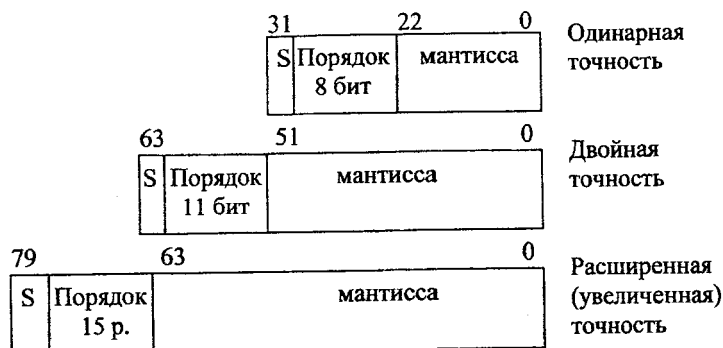 31 22 0
S Порядок 8 бит мантисса
Одинарная
точность
63 51 0
S Порядок 11 бит мантисса
Двойная
точность
79 63 0
S Порядок 15 р. мантисса
Расширенная
(увеличенная)
точность